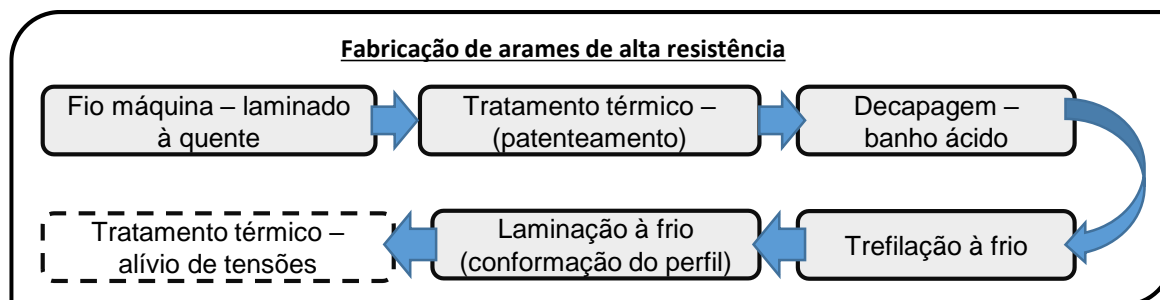 Fabricação de arames de alta resistência
Fio máquina – laminado
à quente
Tratamento térmico –
(patenteamento)
Decapagem –
banho ácido
Trefilação à frio
Laminação à frio
(conformação do perfil)
Tratamento térmico –
alívio de tensões